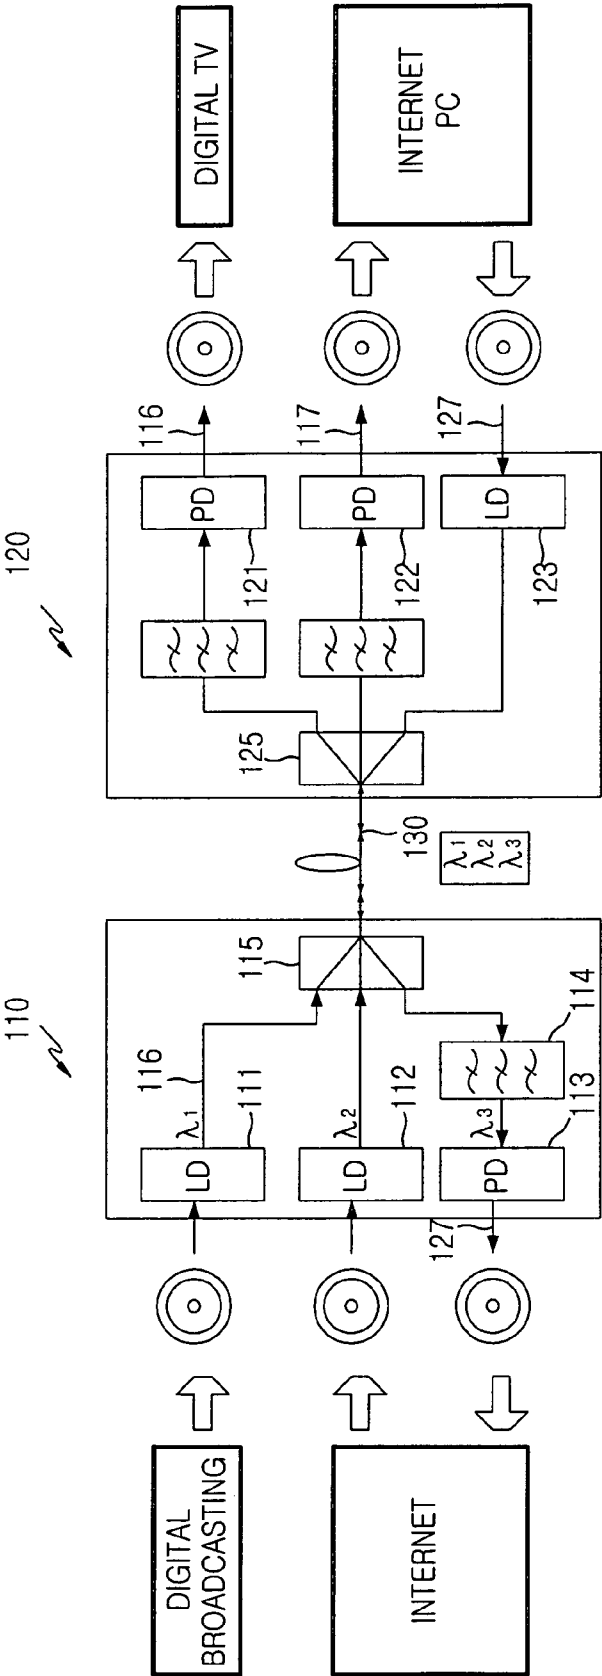 110
120
DIGITAL
BROADCASTING
116
λ1
LD
111
115
125
121
PD
116
DIGITAL TV
INTERNET
λ2
LD
112
130
λ1
λ2
λ3
122
PD
117
INTERNET
PC
127
PD
λ3
113
114
123
LD
127